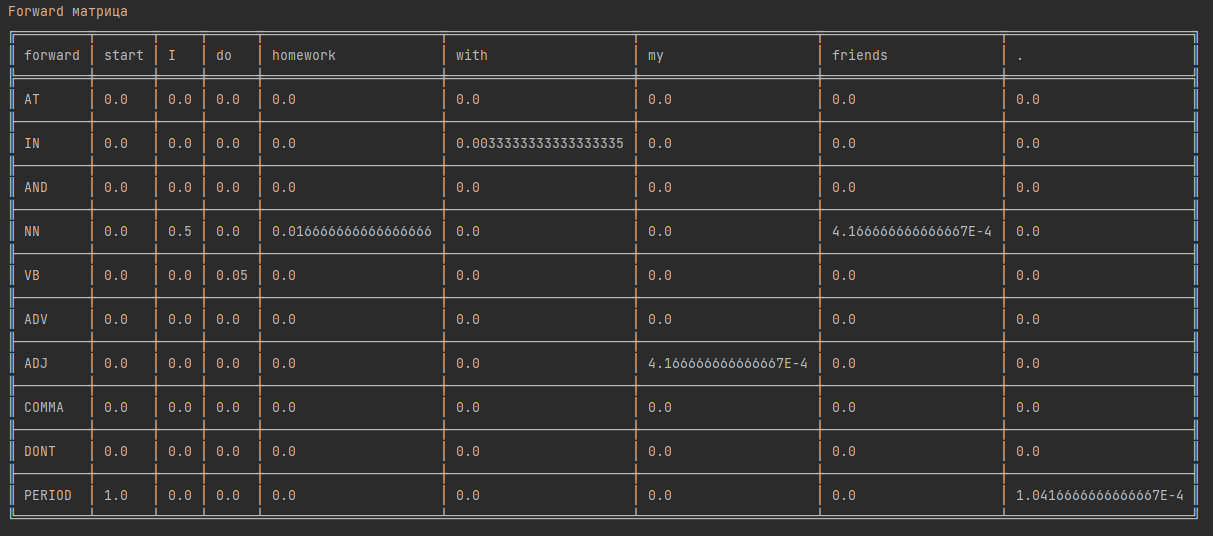 Forward матрица
forward start I do homework with my friends .
AT 0.0 0.0 0.0 0.0 0.0 0.0 0.0 0.0
IN 0.0 0.0 0.0 0.0 0.0033333333333333335 0.0 0.0 0.0
AND 0.0 0.0 0.0 0.0 0.0 0.0 0.0 0.0
NN 0.0 0.5 0.0 0.016666666666666666 0.0 0.0 4.166666666666667E-4 0.0
VB 0.0 0.0 0.05 0.0 0.0 0.0 0.0 0.0
ADV 0.0 0.0 0.0 0.0 0.0 0.0 0.0 0.0
ADJ 0.0 0.0 0.0 0.0 0.0 4.166666666666667E-4 0.0 0.0
COMMA 0.0 0.0 0.0 0.0 0.0 0.0 0.0 0.0
DONT 0.0 0.0 0.0 0.0 0.0 0.0 0.0 0.0
PERIOD 1.0 0.0 0.0 0.0 0.0 0.0 0.0 1.0416666666666667E-4